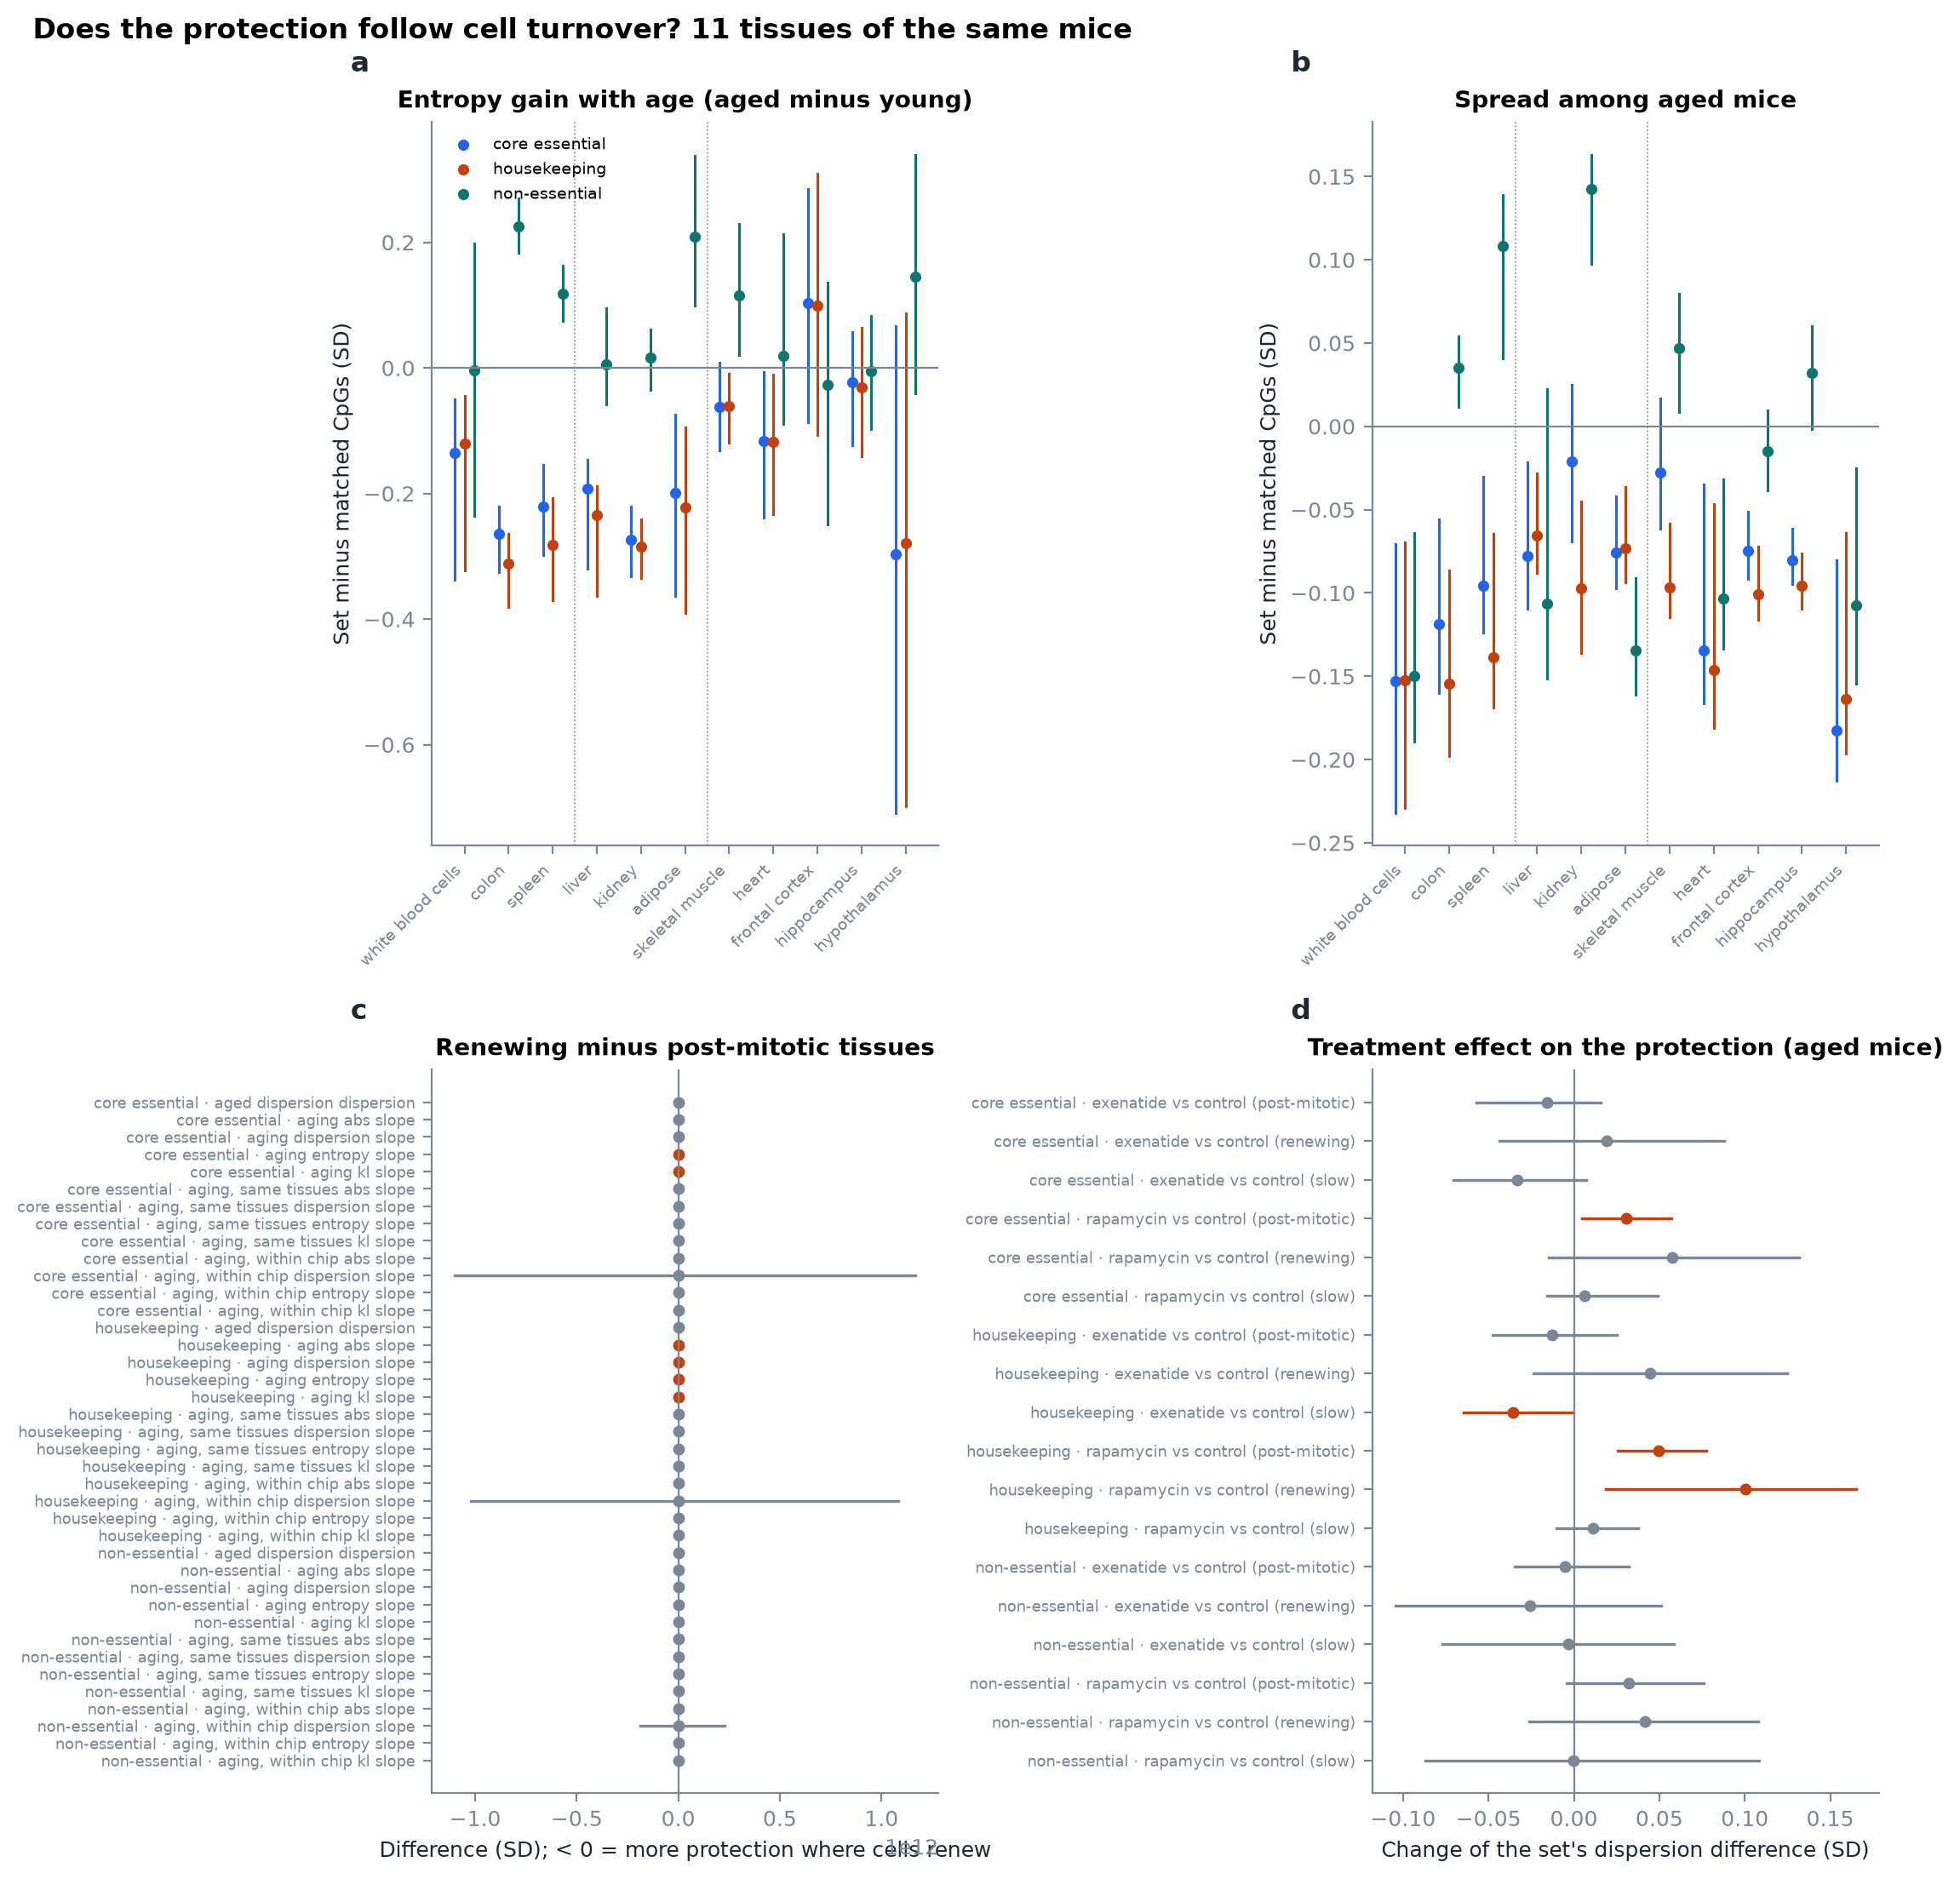 Does the protection follow cell turnover? 11 tissues of the same mice
a
Entropy gain with age (aged minus young)
core essential
housekeeping
non-essential
Set minus matched CpGs (SD)
0.2
0.0
−0.2
−0.4
−0.6
white blood cells
colon
spleen
liver
kidney
adipose
skeletal muscle
heart
frontal cortex
hippocampus
hypothalamus
b
Spread among aged mice
Set minus matched CpGs (SD)
0.15
0.10
0.05
0.00
−0.05
−0.10
−0.15
−0.20
−0.25
white blood cells
colon
spleen
liver
kidney
adipose
skeletal muscle
heart
frontal cortex
hippocampus
hypothalamus
c
Renewing minus post-mitotic tissues
core essential · aged dispersion dispersion
core essential · aging abs slope
core essential · aging dispersion slope
core essential · aging entropy slope
core essential · aging kl slope
core essential · aging, same tissues abs slope
core essential · aging, same tissues dispersion slope
core essential · aging, same tissues entropy slope
core essential · aging, same tissues kl slope
core essential · aging, within chip abs slope
core essential · aging, within chip dispersion slope
core essential · aging, within chip entropy slope
core essential · aging, within chip kl slope
housekeeping · aged dispersion dispersion
housekeeping · aging abs slope
housekeeping · aging dispersion slope
housekeeping · aging entropy slope
housekeeping · aging kl slope
housekeeping · aging, same tissues abs slope
housekeeping · aging, same tissues dispersion slope
housekeeping · aging, same tissues entropy slope
housekeeping · aging, same tissues kl slope
housekeeping · aging, within chip abs slope
housekeeping · aging, within chip dispersion slope
housekeeping · aging, within chip entropy slope
housekeeping · aging, within chip kl slope
non-essential · aged dispersion dispersion
non-essential · aging abs slope
non-essential · aging dispersion slope
non-essential · aging entropy slope
non-essential · aging kl slope
non-essential · aging, same tissues abs slope
non-essential · aging, same tissues dispersion slope
non-essential · aging, same tissues entropy slope
non-essential · aging, same tissues kl slope
non-essential · aging, within chip abs slope
non-essential · aging, within chip dispersion slope
non-essential · aging, within chip entropy slope
non-essential · aging, within chip kl slope
−1.0 −0.5 0.0 0.5 1.0
1e12
Difference (SD); < 0 = more protection where cells renew
d
Treatment effect on the protection (aged mice)
core essential · exenatide vs control (post-mitotic)
core essential · exenatide vs control (renewing)
core essential · exenatide vs control (slow)
core essential · rapamycin vs control (post-mitotic)
core essential · rapamycin vs control (renewing)
core essential · rapamycin vs control (slow)
housekeeping · exenatide vs control (post-mitotic)
housekeeping · exenatide vs control (renewing)
housekeeping · exenatide vs control (slow)
housekeeping · rapamycin vs control (post-mitotic)
housekeeping · rapamycin vs control (renewing)
housekeeping · rapamycin vs control (slow)
non-essential · exenatide vs control (post-mitotic)
non-essential · exenatide vs control (renewing)
non-essential · exenatide vs control (slow)
non-essential · rapamycin vs control (post-mitotic)
non-essential · rapamycin vs control (renewing)
non-essential · rapamycin vs control (slow)
−0.10 −0.05 0.00 0.05 0.10 0.15
Change of the set's dispersion difference (SD)